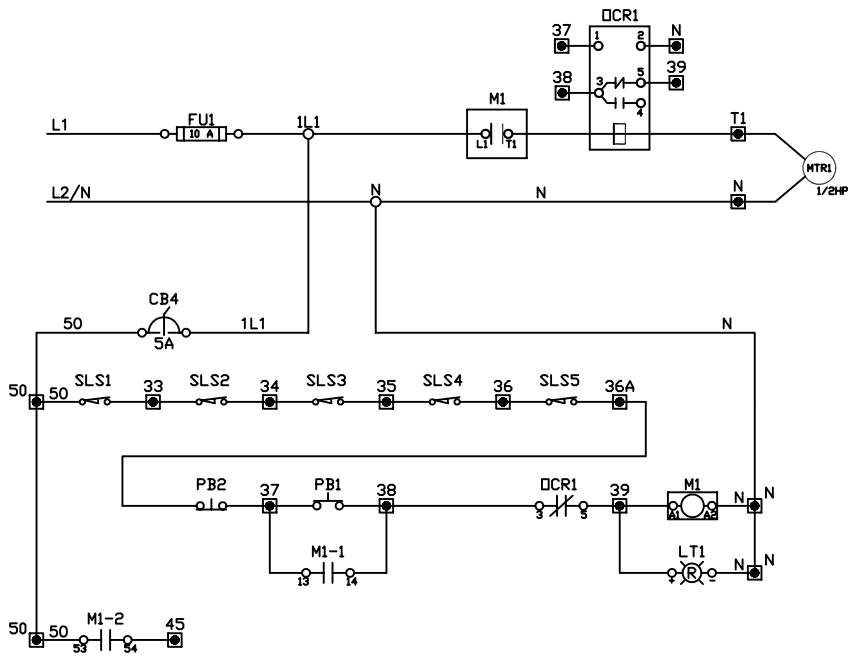 OCR1
37 1 2 N
38 3 5 39
4
M1
L1 FU1 1L1 L1 T1 T1
10 A
MTR1
1/2HP
L2/N N N N
CB4
50 5A 1L1 N
50 50 SLS1 33 SLS2 34 SLS3 35 SLS4 36 SLS5 36A
PB2 37 PB1 38 OCR1 39 M1 N N
3 5 A1 A2
M1-1 LT1 N N
13 14 + R -
50 50 M1-2 45
53 54